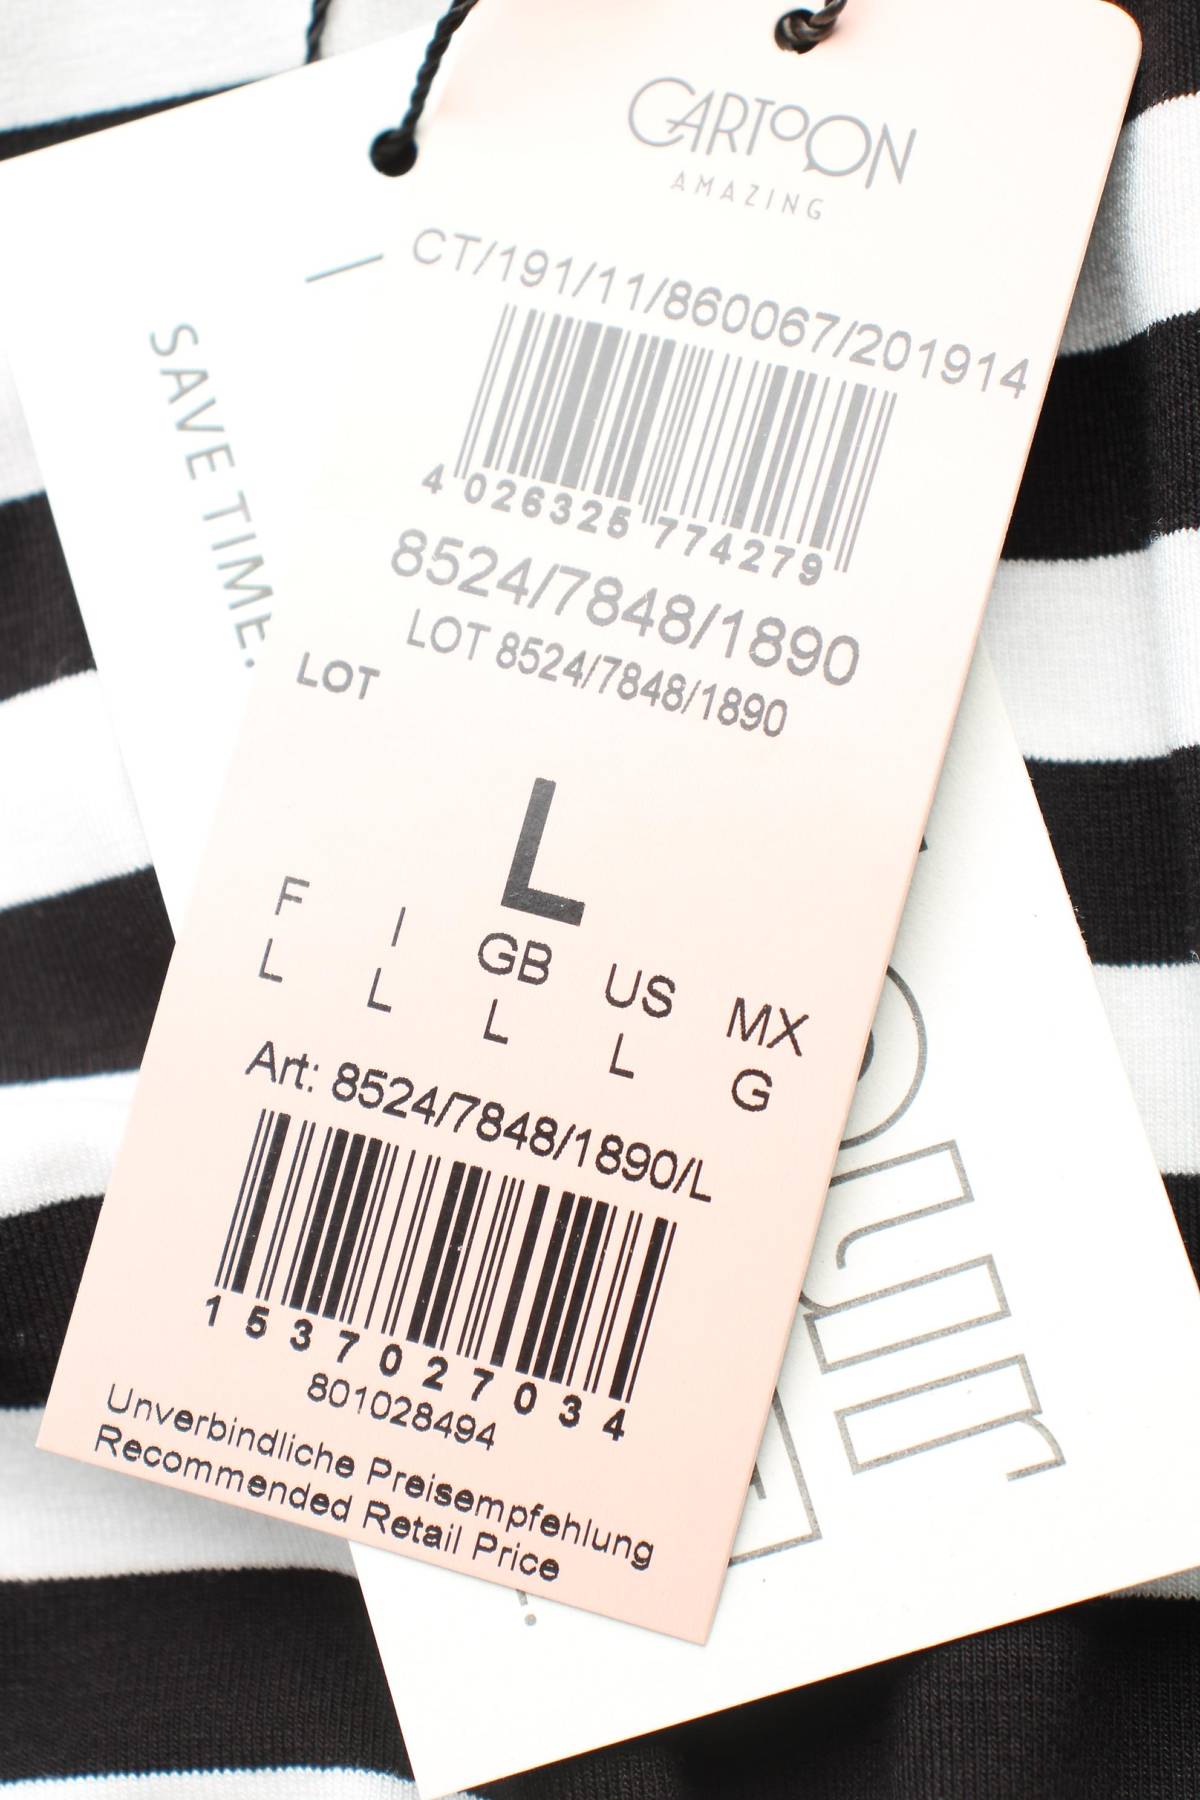 CARTOON
AMAZING
CT/191/11/860067/201914
4 026325 774279
8524/7848/1890
LOT 8524/7848/1890
LOT
L
F I GB US MX
L L L L G
Art: 8524/7848/1890/L
1537027034
801028494
Unverbindliche Preisempfehlung
Recommended Retail Price
SAVE TIME.